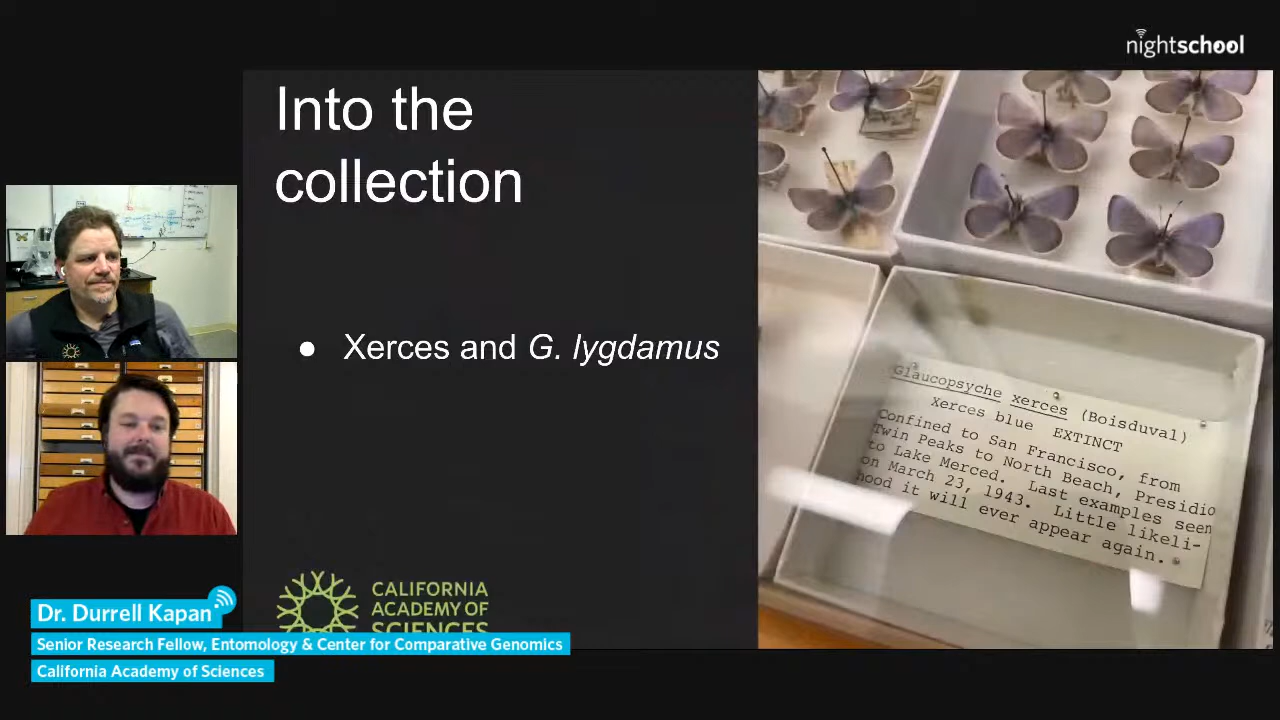 nightschool
Into the
collection
● Xerces and G. lygdamus
Glaucopsyche xerces (Boisduval)
Xerces blue EXTINCT
Confined to San Francisco, from
Twin Peaks to North Beach, Presidio
to Lake Merced. Last examples seen
on March 23, 1943. Little likeli-
hood it will ever appear again.
CALIFORNIA
ACADEMY OF
SCIENCES
Dr. Durrell Kapan
Senior Research Fellow, Entomology & Center for Comparative Genomics
California Academy of Sciences